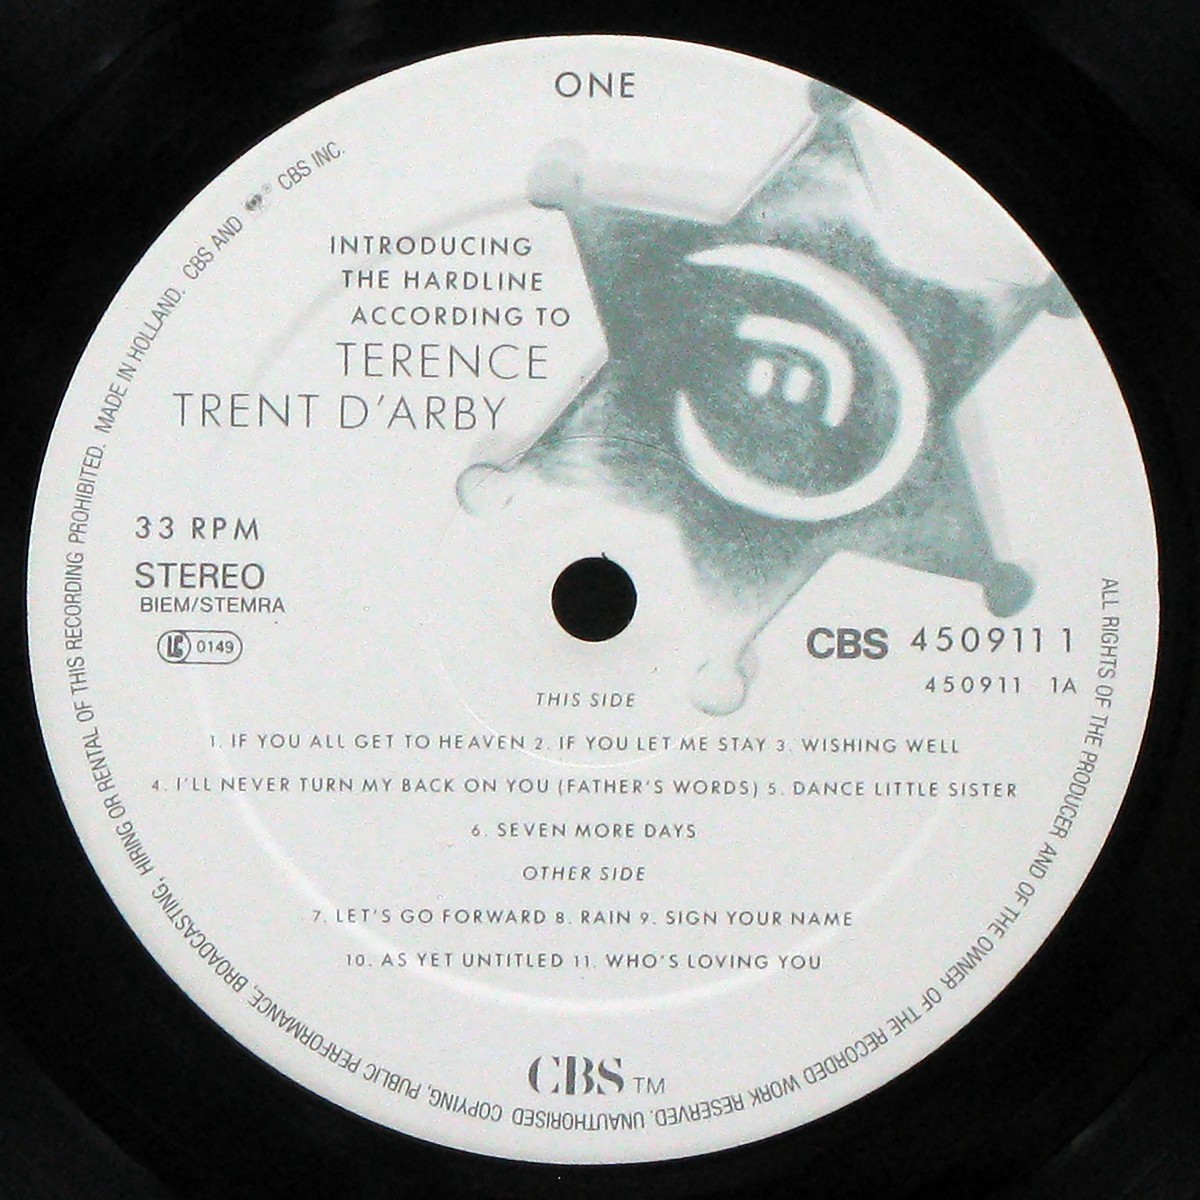 ONE
INTRODUCING
THE HARDLINE
ACCORDING TO
TERENCE
TRENT D'ARBY
33 RPM
STEREO
BIEM/STEMRA
LC 0149
CBS 450911 1
450911 1A
THIS SIDE
1. IF YOU ALL GET TO HEAVEN 2. IF YOU LET ME STAY 3. WISHING WELL
4. I'LL NEVER TURN MY BACK ON YOU (FATHER'S WORDS) 5. DANCE LITTLE SISTER
6. SEVEN MORE DAYS
OTHER SIDE
7. LET'S GO FORWARD 8. RAIN 9. SIGN YOUR NAME
10. AS YET UNTITLED 11. WHO'S LOVING YOU
CBS TM
ALL RIGHTS OF THE PRODUCER AND OF THE OWNER OF THE RECORDED WORK RESERVED. UNAUTHORISED COPYING, PUBLIC PERFORMANCE, BROADCASTING, HIRING OR RENTAL OF THIS RECORDING PROHIBITED. MADE IN HOLLAND. CBS AND ® CBS INC.